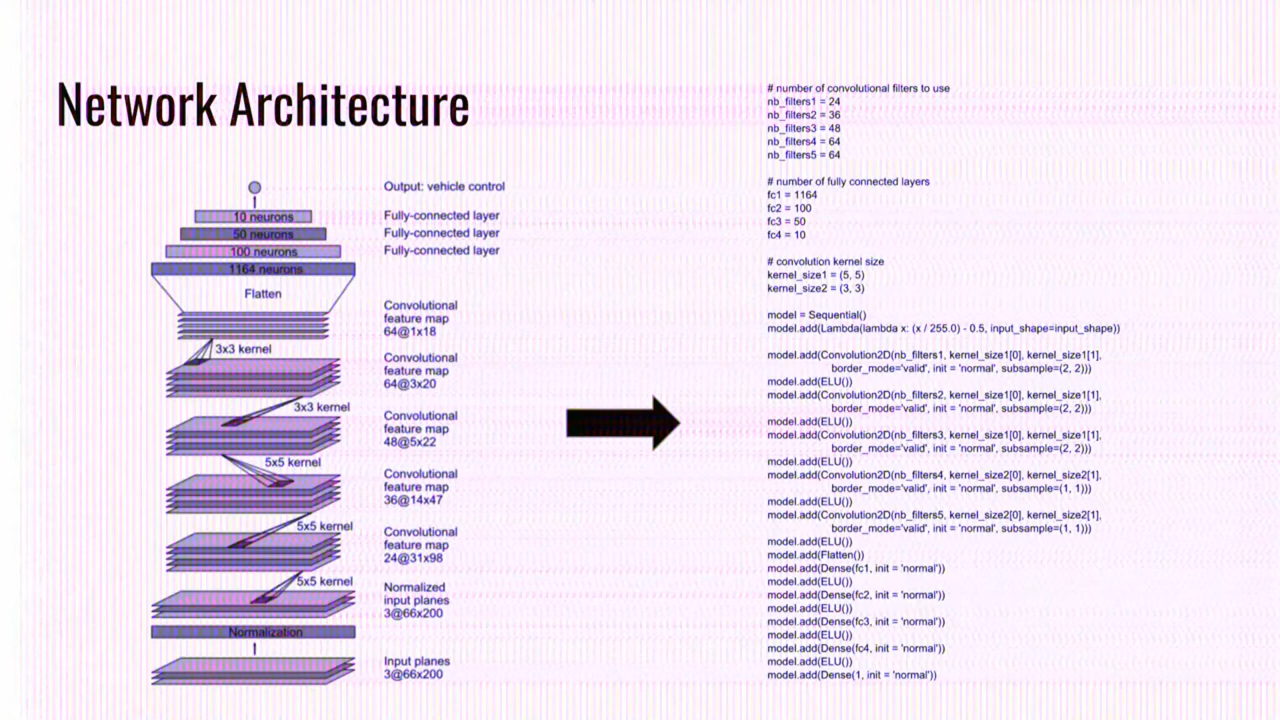 Network Architecture
Output: vehicle control
10 neurons
Fully-connected layer
50 neurons
Fully-connected layer
100 neurons
Fully-connected layer
1164 neurons
Flatten
Convolutional
feature map
64@1x18
3x3 kernel
Convolutional
feature map
64@3x20
3x3 kernel
Convolutional
feature map
48@5x22
5x5 kernel
Convolutional
feature map
36@14x47
5x5 kernel
Convolutional
feature map
24@31x98
5x5 kernel
Normalized
input planes
3@66x200
Normalization
Input planes
3@66x200
# number of convolutional filters to use
nb_filters1 = 24
nb_filters2 = 36
nb_filters3 = 48
nb_filters4 = 64
nb_filters5 = 64
# number of fully connected layers
fc1 = 1164
fc2 = 100
fc3 = 50
fc4 = 10
# convolution kernel size
kernel_size1 = (5, 5)
kernel_size2 = (3, 3)
model = Sequential()
model.add(Lambda(lambda x: (x / 255.0) - 0.5, input_shape=input_shape))
model.add(Convolution2D(nb_filters1, kernel_size1[0], kernel_size1[1],
border_mode='valid', init = 'normal', subsample=(2, 2)))
model.add(ELU())
model.add(Convolution2D(nb_filters2, kernel_size1[0], kernel_size1[1],
border_mode='valid', init = 'normal', subsample=(2, 2)))
model.add(ELU())
model.add(Convolution2D(nb_filters3, kernel_size1[0], kernel_size1[1],
border_mode='valid', init = 'normal', subsample=(2, 2)))
model.add(ELU())
model.add(Convolution2D(nb_filters4, kernel_size2[0], kernel_size2[1],
border_mode='valid', init = 'normal', subsample=(1, 1)))
model.add(ELU())
model.add(Convolution2D(nb_filters5, kernel_size2[0], kernel_size2[1],
border_mode='valid', init = 'normal', subsample=(1, 1)))
model.add(ELU())
model.add(Flatten())
model.add(Dense(fc1, init = 'normal'))
model.add(ELU())
model.add(Dense(fc2, init = 'normal'))
model.add(ELU())
model.add(Dense(fc3, init = 'normal'))
model.add(ELU())
model.add(Dense(fc4, init = 'normal'))
model.add(ELU())
model.add(Dense(1, init = 'normal'))